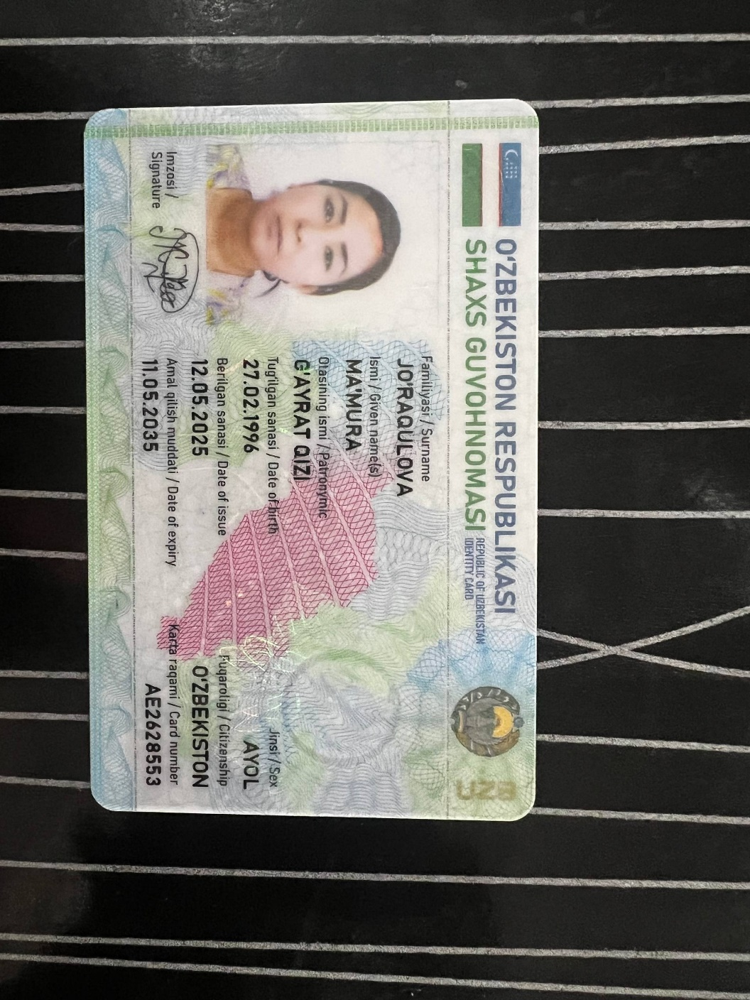 O'ZBEKISTON RESPUBLIKASI
SHAXS GUVOHNOMASI REPUBLIC OF UZBEKISTAN
IDENTITY CARD
UZB
Familiyasi / Surname
JO'RAQULOVA
Ismi / Given name(s)
MA'MURA
Otasining ismi / Patronymic
G'AYRAT QIZI
Tug'ilgan sanasi / Date of birth
27.02.1996
Jinsi / Sex
AYOL
Berilgan sanasi / Date of issue
12.05.2025
Fuqaroligi / Citizenship
O'ZBEKISTON
Amal qilish muddati / Date of expiry
11.05.2035
Karta raqami / Card number
AE2628553
Imzosi /
Signature